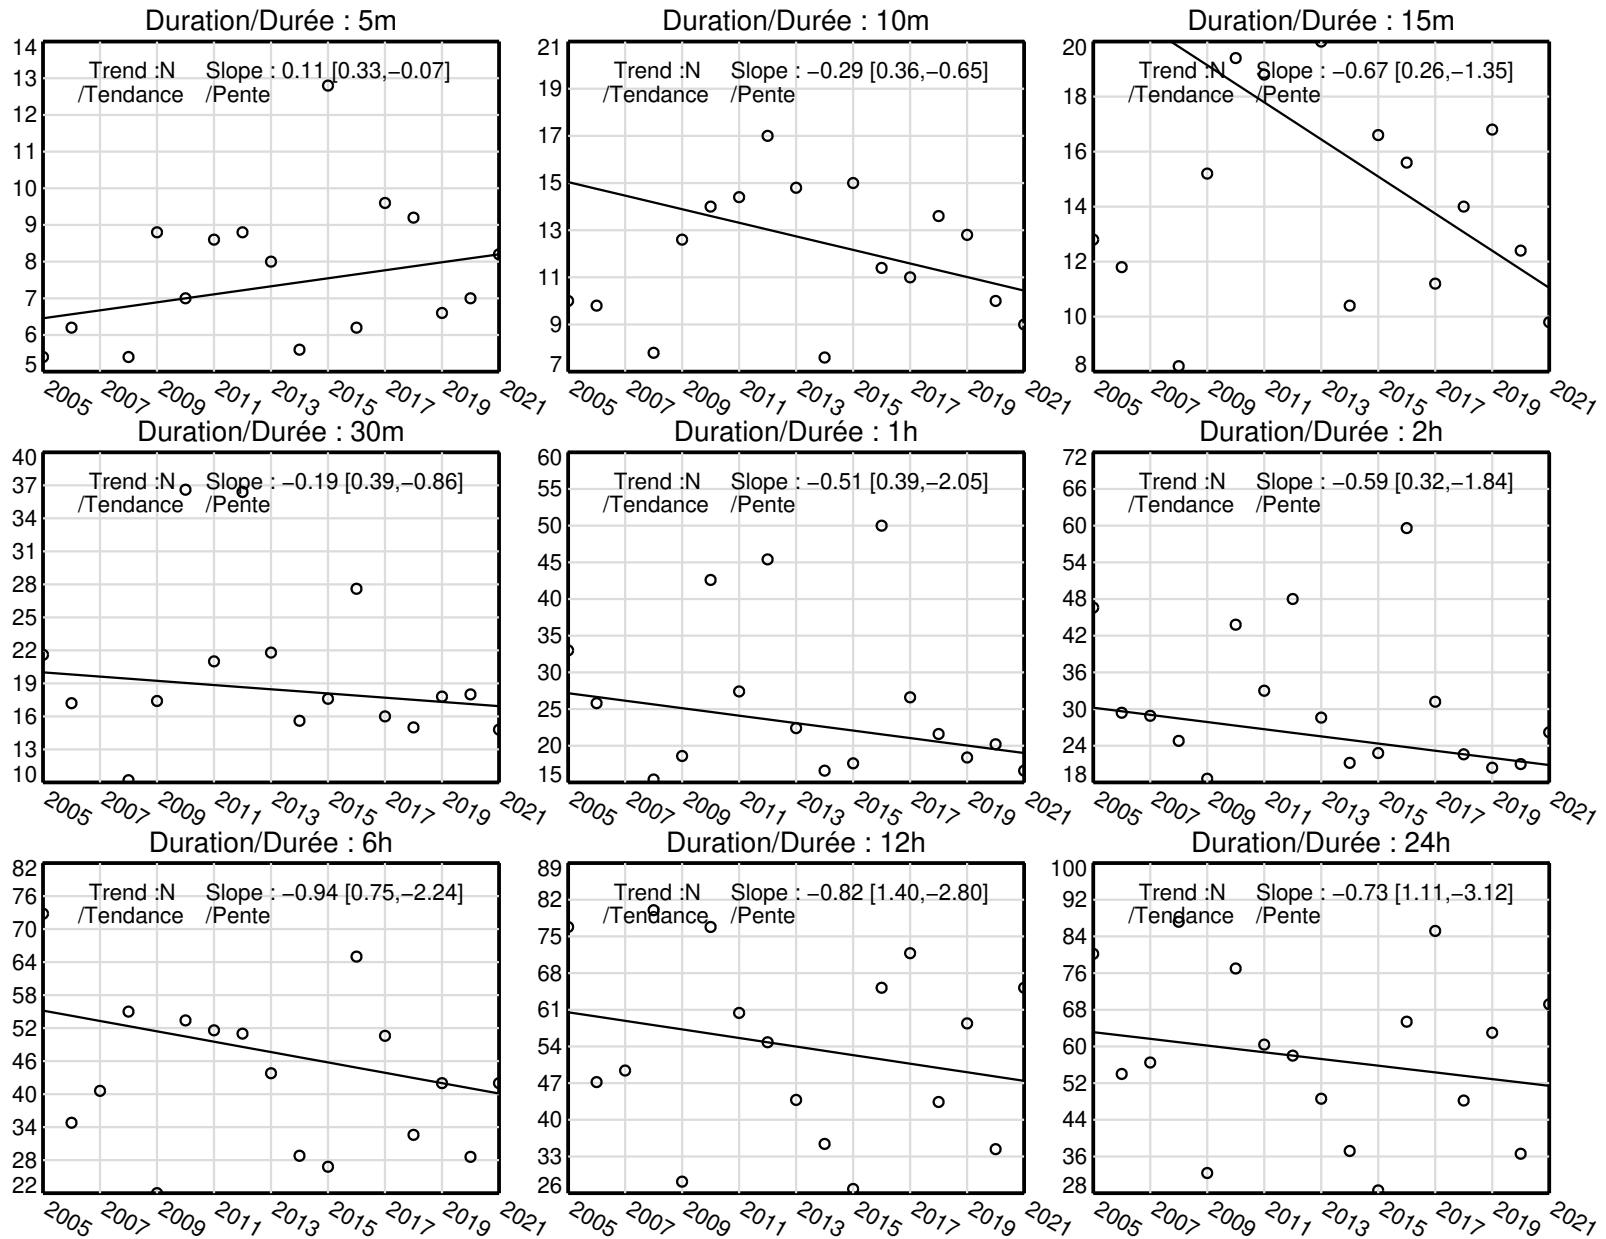 Duration/Durée : 5m
Trend :N Slope : 0.11 [0.33,−0.07]
/Tendance /Pente
14
13
12
11
10
9
8
7
6
5
2005 2007 2009 2011 2013 2015 2017 2019 2021
Duration/Durée : 10m
Trend :N Slope : −0.29 [0.36,−0.65]
/Tendance /Pente
21
19
17
15
13
11
9
7
2005 2007 2009 2011 2013 2015 2017 2019 2021
Duration/Durée : 15m
Trend :N Slope : −0.67 [0.26,−1.35]
/Tendance /Pente
20
18
16
14
12
10
8
2005 2007 2009 2011 2013 2015 2017 2019 2021
Duration/Durée : 30m
Trend :N Slope : −0.19 [0.39,−0.86]
/Tendance /Pente
40
37
34
31
28
25
22
19
16
13
10
2005 2007 2009 2011 2013 2015 2017 2019 2021
Duration/Durée : 1h
Trend :N Slope : −0.51 [0.39,−2.05]
/Tendance /Pente
60
55
50
45
40
35
30
25
20
15
2005 2007 2009 2011 2013 2015 2017 2019 2021
Duration/Durée : 2h
Trend :N Slope : −0.59 [0.32,−1.84]
/Tendance /Pente
72
66
60
54
48
42
36
30
24
18
2005 2007 2009 2011 2013 2015 2017 2019 2021
Duration/Durée : 6h
Trend :N Slope : −0.94 [0.75,−2.24]
/Tendance /Pente
82
76
70
64
58
52
46
40
34
28
22
2005 2007 2009 2011 2013 2015 2017 2019 2021
Duration/Durée : 12h
Trend :N Slope : −0.82 [1.40,−2.80]
/Tendance /Pente
89
82
75
68
61
54
47
40
33
26
2005 2007 2009 2011 2013 2015 2017 2019 2021
Duration/Durée : 24h
Trend :N Slope : −0.73 [1.11,−3.12]
/Tendance /Pente
100
92
84
76
68
60
52
44
36
28
2005 2007 2009 2011 2013 2015 2017 2019 2021